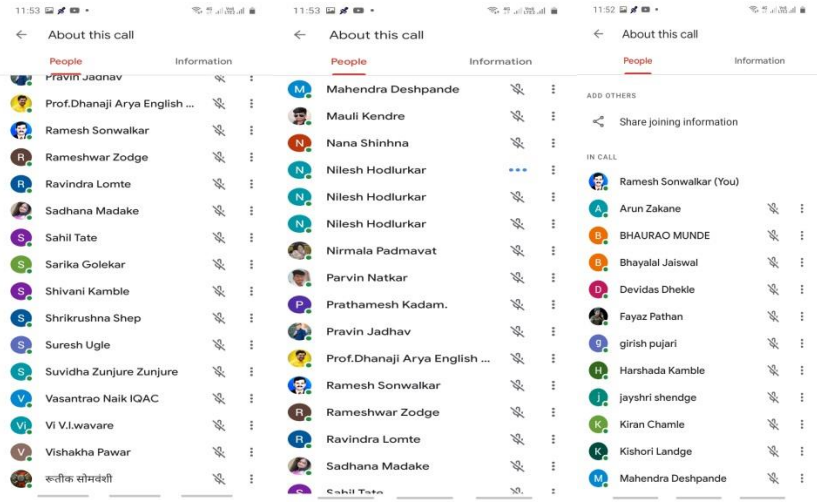 11:53
About this call
People Information
Pravin Jadhav
Prof.Dhanaji Arya English ...
Ramesh Sonwalkar
R Rameshwar Zodge
R Ravindra Lomte
Sadhana Madake
S Sahil Tate
S Sarika Golekar
S Shivani Kamble
S Shrikrushna Shep
S Suresh Ugle
S Suvidha Zunjure Zunjure
V Vasantrao Naik IQAC
Vi Vi V.l.wavare
V Vishakha Pawar
रूतीक सोमवंशी
11:53
About this call
People Information
M Mahendra Deshpande
Mauli Kendre
N Nana Shinhna
N Nilesh Hodlurkar
N Nilesh Hodlurkar
N Nilesh Hodlurkar
Nirmala Padmavat
Parvin Natkar
P Prathamesh Kadam.
Pravin Jadhav
Prof.Dhanaji Arya English ...
Ramesh Sonwalkar
R Rameshwar Zodge
R Ravindra Lomte
Sadhana Madake
S Sahil Tate
11:52
About this call
People Information
ADD OTHERS
Share joining information
IN CALL
Ramesh Sonwalkar (You)
A Arun Zakane
B BHAURAO MUNDE
B Bhayalal Jaiswal
D Devidas Dhekle
Fayaz Pathan
g girish pujari
H Harshada Kamble
j jayshri shendge
K Kiran Chamle
K Kishori Landge
M Mahendra Deshpande